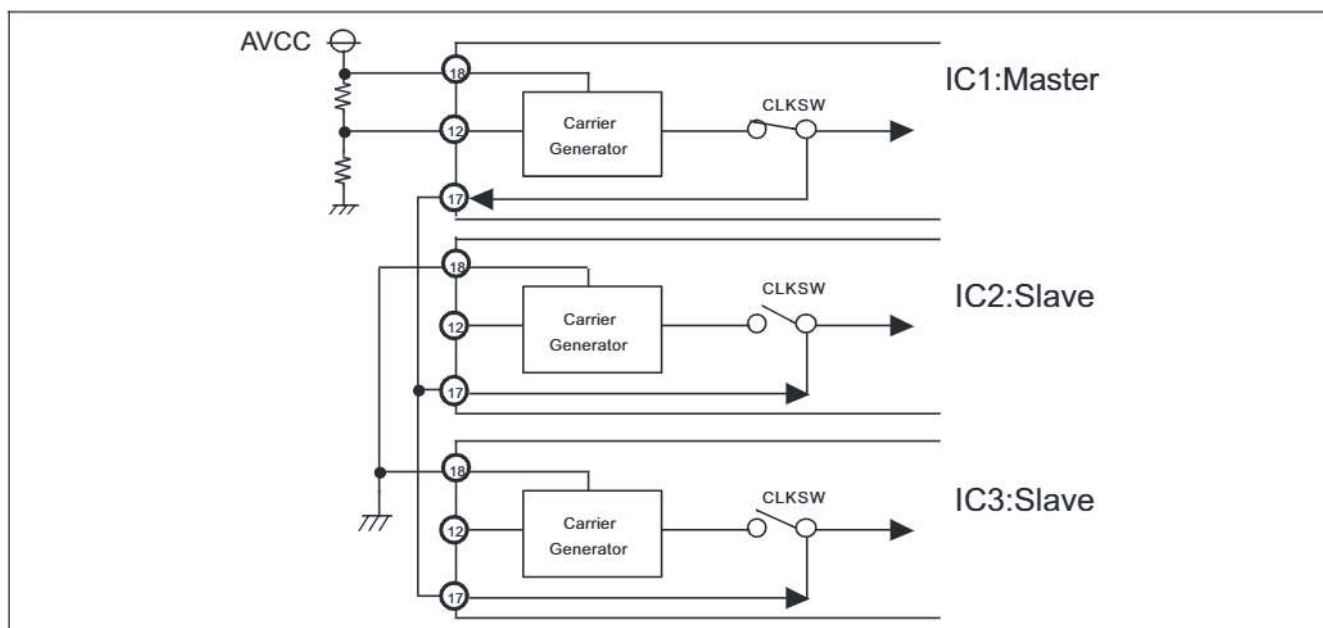 AVCC
18
IC1:Master
CLKSW
12
Carrier
Generator
17
18
IC2:Slave
CLKSW
12
Carrier
Generator
17
18
IC3:Slave
CLKSW
12
Carrier
Generator
17